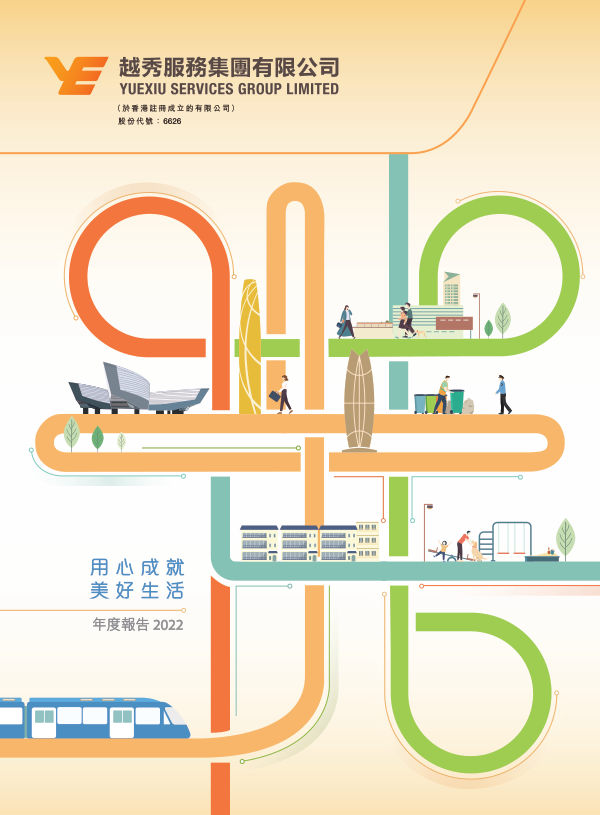 越秀服務集團有限公司
YUEXIU SERVICES GROUP LIMITED
(於香港註冊成立的有限公司)
股份代號：6626
用心成就
美好生活
年度報告 2022